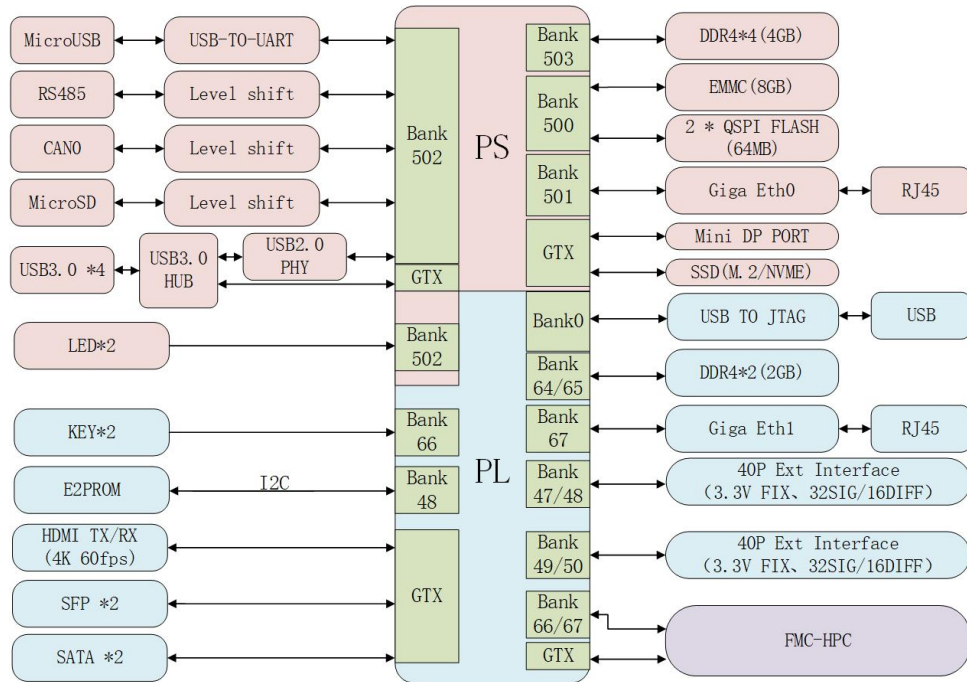 MicroUSB
USB-TO-UART
RS485
Level shift
CAN0
Level shift
MicroSD
Level shift
USB3.0 *4
USB3.0
HUB
USB2.0
PHY
LED*2
KEY*2
E2PROM
I2C
HDMI TX/RX
(4K 60fps)
SFP *2
SATA *2
Bank
502
GTX
Bank
502
Bank
66
Bank
48
GTX
PS
PL
Bank
503
Bank
500
Bank
501
GTX
Bank0
Bank
64/65
Bank
67
Bank
47/48
Bank
49/50
Bank
66/67
GTX
DDR4*4(4GB)
EMMC(8GB)
2 * QSPI FLASH
(64MB)
Giga Eth0
RJ45
Mini DP PORT
SSD(M.2/NVME)
USB TO JTAG
USB
DDR4*2(2GB)
Giga Eth1
RJ45
40P Ext Interface
(3.3V FIX、32SIG/16DIFF)
40P Ext Interface
(3.3V FIX、32SIG/16DIFF)
FMC-HPC